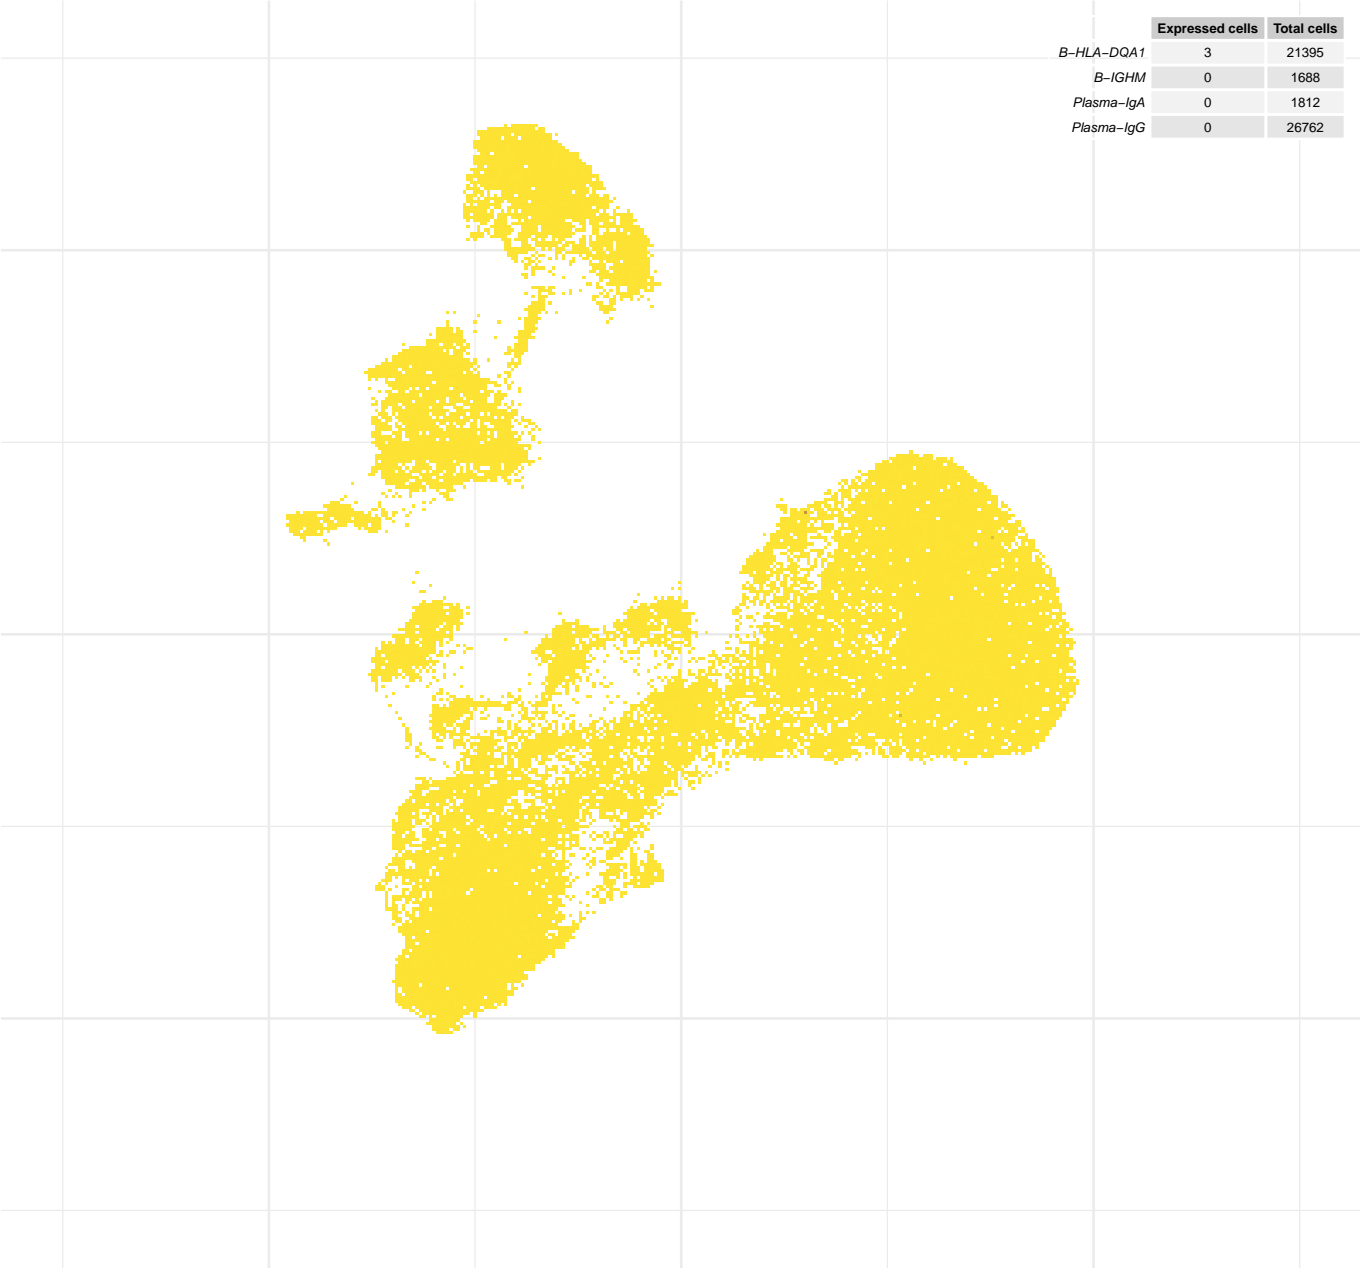 Expressed cells Total cells
B−HLA−DQA1 3 21395
B−IGHM 0 1688
Plasma−IgA 0 1812
Plasma−IgG 0 26762